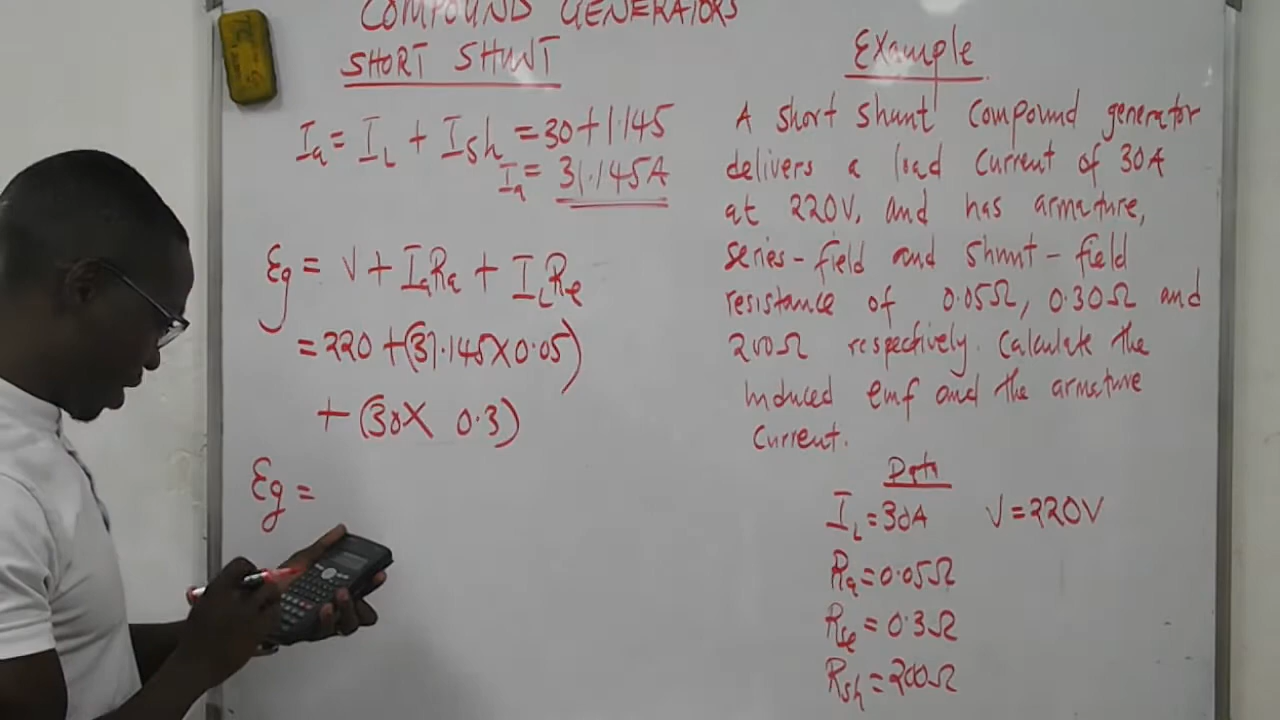 COMPOUND GENERATORS
SHORT SHUNT
Ia = IL + Ish = 30+1.145
Ia = 31.145A
Eg = V + IaRa + ILRse
= 220 + (31.145X0.05)
+ (30X 0.3)
Eg =
Example
A short shunt compound generator
delivers a load current of 30A
at 220V, and has armature,
series-field and shunt-field
resistance of 0.05Ω, 0.30Ω and
200Ω respectively. Calculate the
induced emf and the armature
current.
Data
IL = 30A V = 220V
Ra = 0.05Ω
Rse = 0.3Ω
Rsh = 200Ω